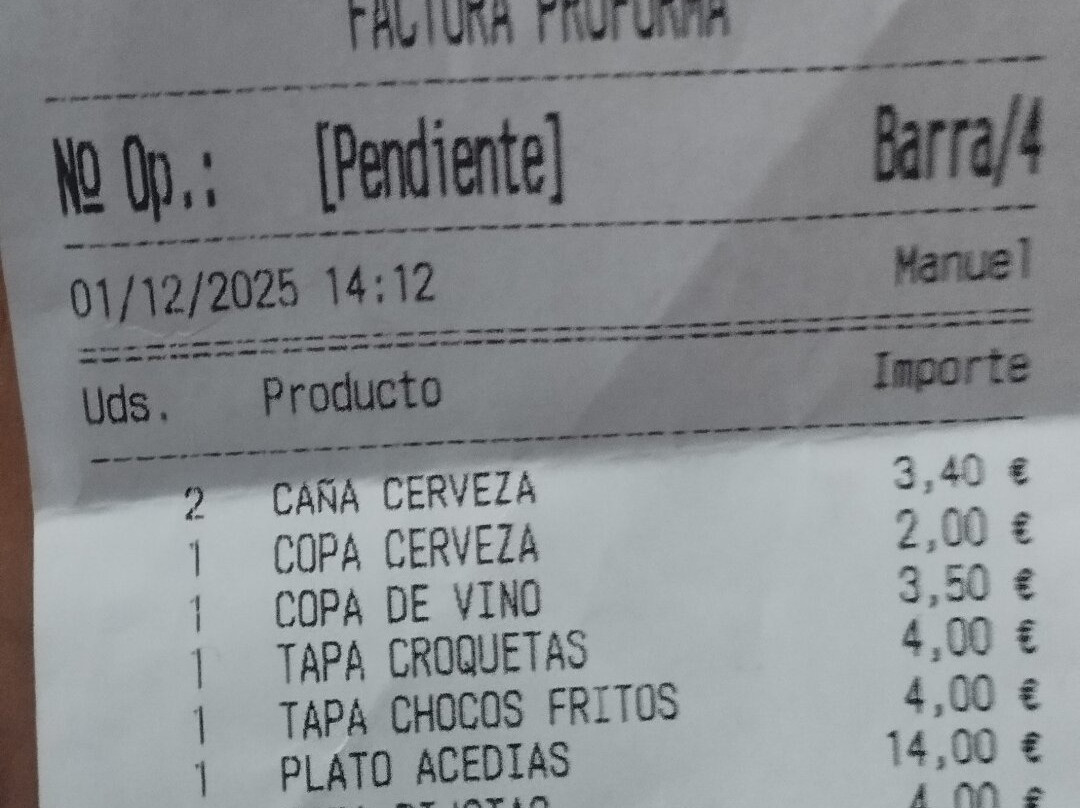 FACTURA PROFORMA
Nº Op.: [Pendiente] Barra/4
01/12/2025 14:12 Manuel
Uds. Producto Importe
2 CAÑA CERVEZA 3,40 €
1 COPA CERVEZA 2,00 €
1 COPA DE VINO 3,50 €
1 TAPA CROQUETAS 4,00 €
1 TAPA CHOCOS FRITOS 4,00 €
1 PLATO ACEDIAS 14,00 €
4,00 €